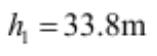 h₁ = 33.8m